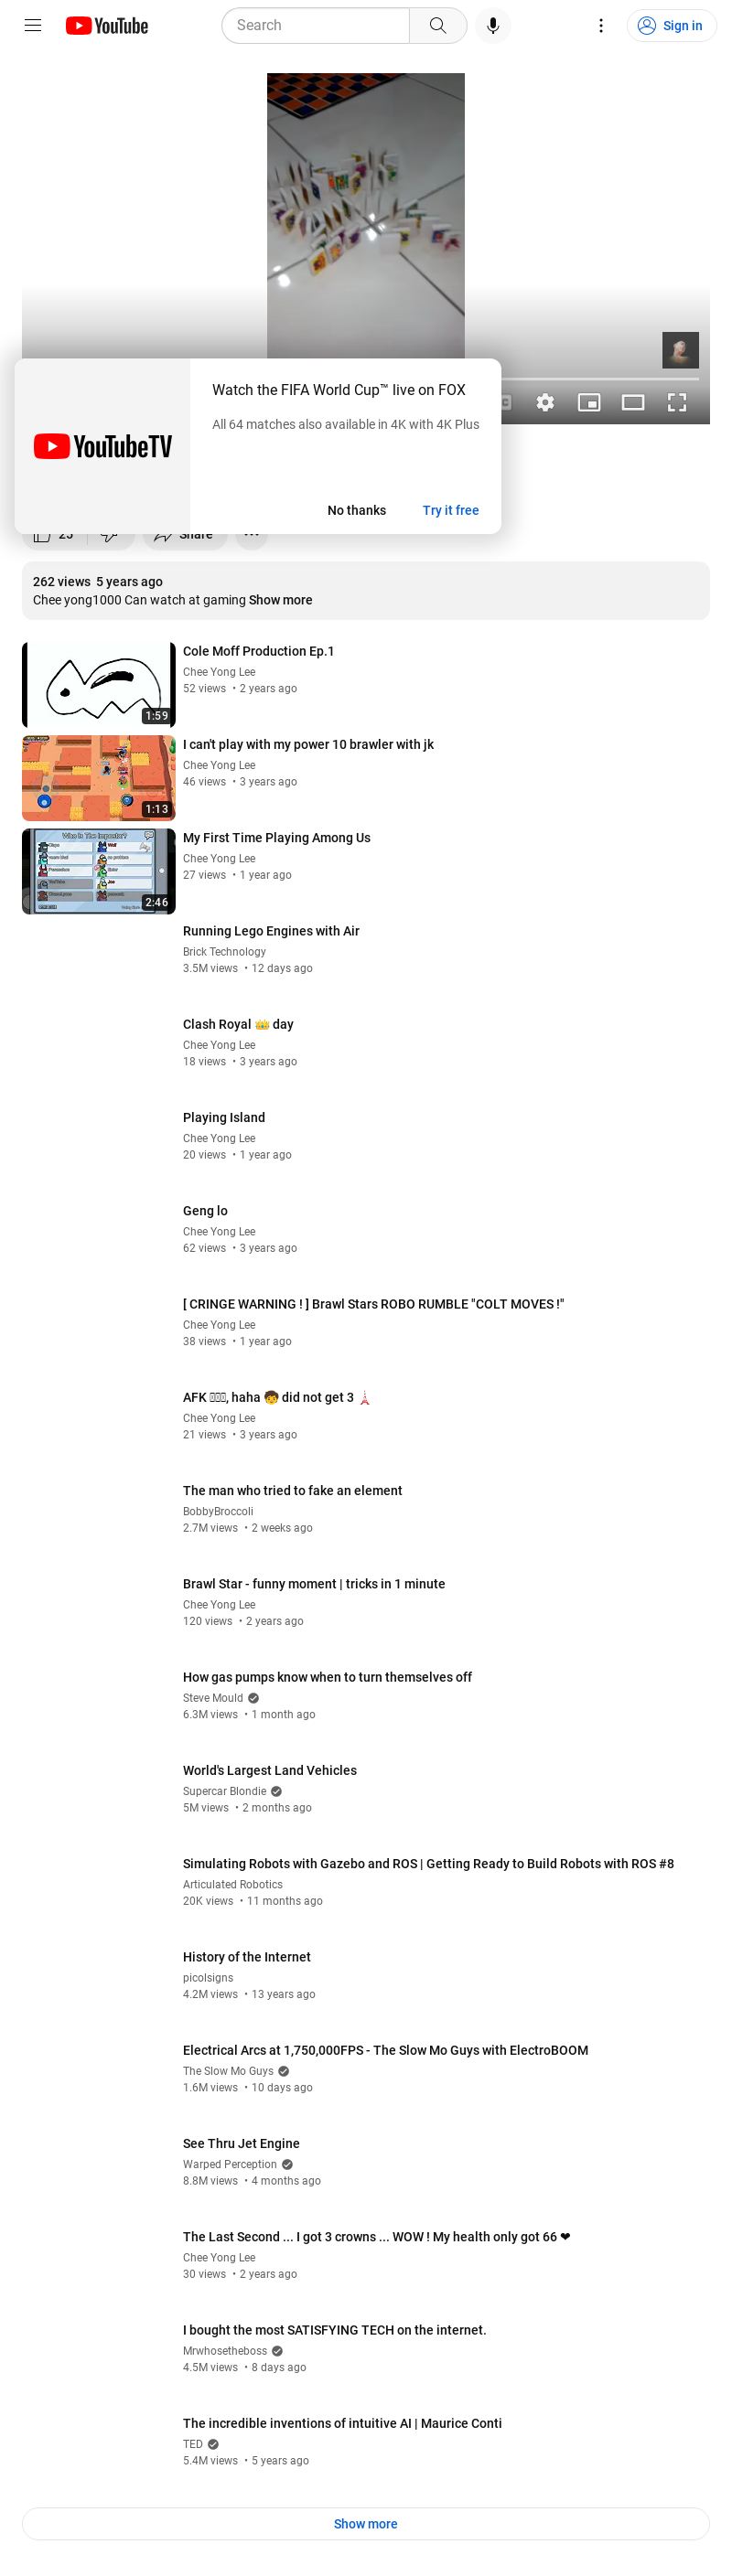 YouTube
Search
Sign in
Watch the FIFA World Cup™ live on FOX
All 64 matches also available in 4K with 4K Plus
YouTubeTV
No thanks
Try it free
25
Share
262 views 5 years ago
Chee yong1000 Can watch at gaming Show more
Cole Moff Production Ep.1
Chee Yong Lee
52 views • 2 years ago
1:59
I can't play with my power 10 brawler with jk
Chee Yong Lee
46 views • 3 years ago
1:13
My First Time Playing Among Us
Chee Yong Lee
27 views • 1 year ago
Who Is The Impostor?
2:46
Running Lego Engines with Air
Brick Technology
3.5M views • 12 days ago
Clash Royal 👑 day
Chee Yong Lee
18 views • 3 years ago
Playing Island
Chee Yong Lee
20 views • 1 year ago
Geng lo
Chee Yong Lee
62 views • 3 years ago
[ CRINGE WARNING ! ] Brawl Stars ROBO RUMBLE "COLT MOVES !"
Chee Yong Lee
38 views • 1 year ago
AFK , haha 🧒 did not get 3 🗼
Chee Yong Lee
21 views • 3 years ago
The man who tried to fake an element
BobbyBroccoli
2.7M views • 2 weeks ago
Brawl Star - funny moment | tricks in 1 minute
Chee Yong Lee
120 views • 2 years ago
How gas pumps know when to turn themselves off
Steve Mould
6.3M views • 1 month ago
World's Largest Land Vehicles
Supercar Blondie
5M views • 2 months ago
Simulating Robots with Gazebo and ROS | Getting Ready to Build Robots with ROS #8
Articulated Robotics
20K views • 11 months ago
History of the Internet
picolsigns
4.2M views • 13 years ago
Electrical Arcs at 1,750,000FPS - The Slow Mo Guys with ElectroBOOM
The Slow Mo Guys
1.6M views • 10 days ago
See Thru Jet Engine
Warped Perception
8.8M views • 4 months ago
The Last Second ... I got 3 crowns ... WOW ! My health only got 66 ❤
Chee Yong Lee
30 views • 2 years ago
I bought the most SATISFYING TECH on the internet.
Mrwhosetheboss
4.5M views • 8 days ago
The incredible inventions of intuitive AI | Maurice Conti
TED
5.4M views • 5 years ago
Show more